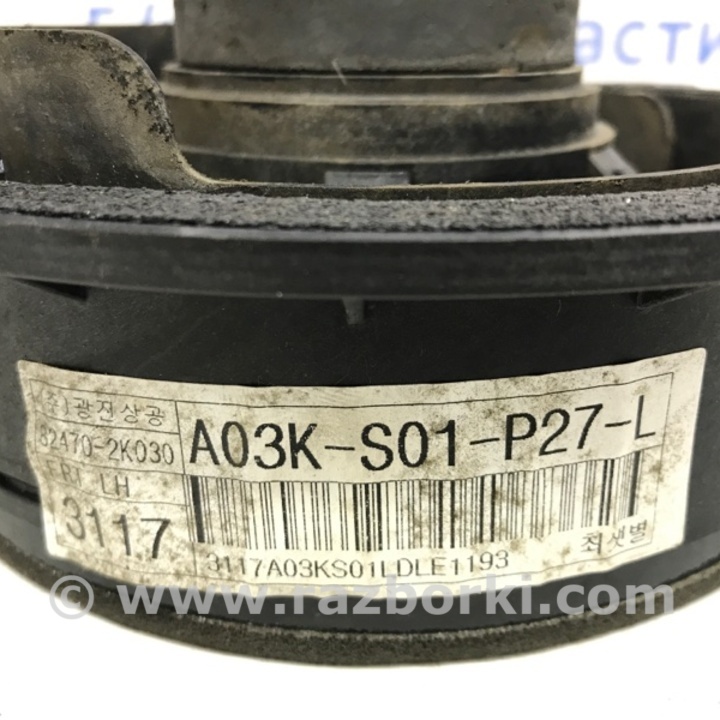 (주)광진상공
82470-2K030
FRT LH
3117
A03K-S01-P27-L
3117A03KS01LDLE1193
최샛별
© www.razborki.com